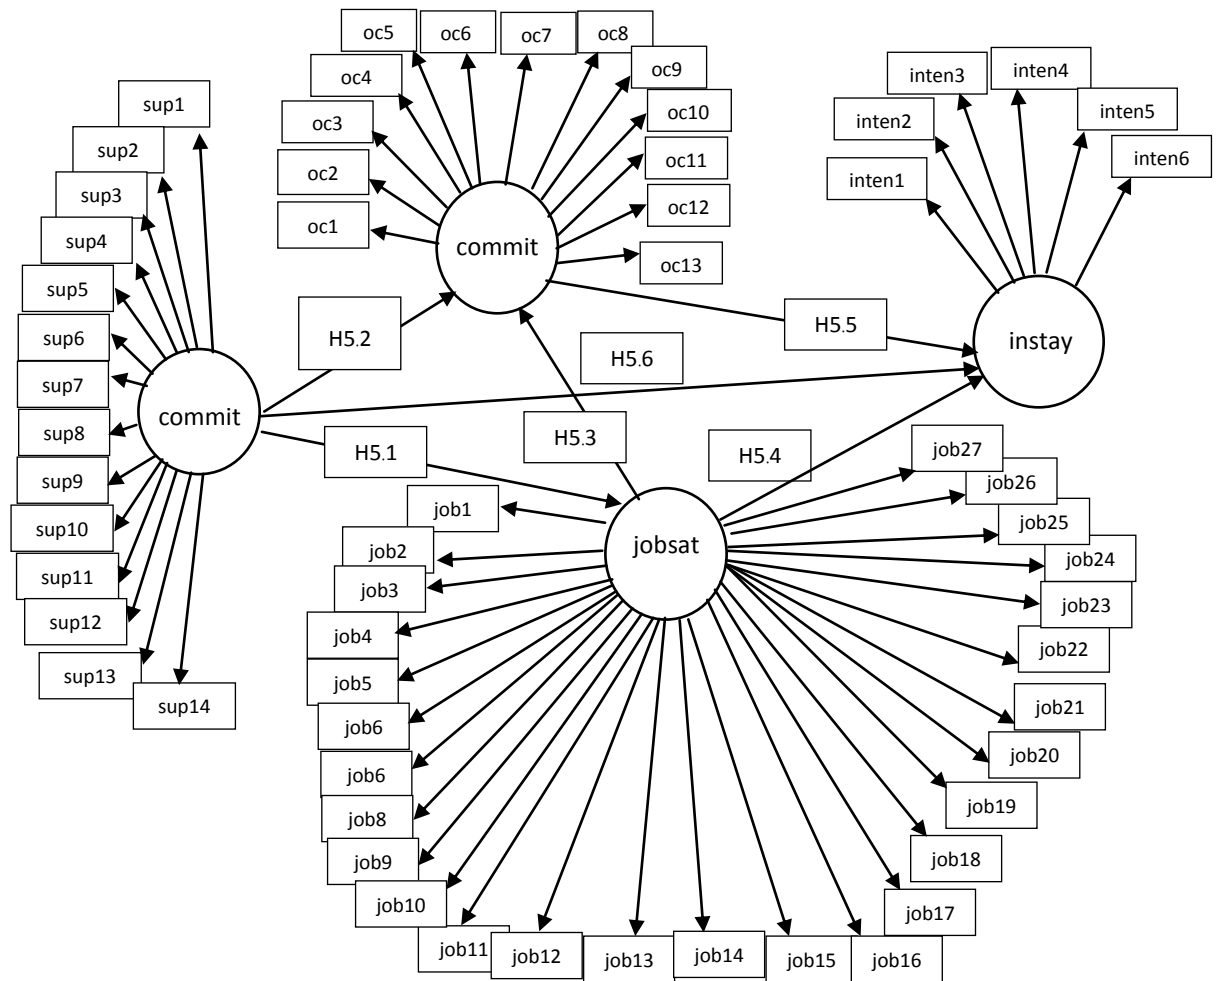 oc5
oc6
oc7
oc8
oc4
oc9
oc3
oc10
oc2
oc11
oc1
oc12
oc13
commit
inten3
inten4
inten2
inten5
inten1
inten6
instay
sup1
sup2
sup3
sup4
sup5
sup6
sup7
sup8
sup9
sup10
sup11
sup12
sup13
sup14
commit
H5.2
H5.5
H5.6
H5.3
H5.1
H5.4
jobsat
job1
job2
job3
job4
job5
job6
job6
job8
job9
job10
job11
job12
job13
job14
job15
job16
job17
job18
job19
job20
job21
job22
job23
job24
job25
job26
job27